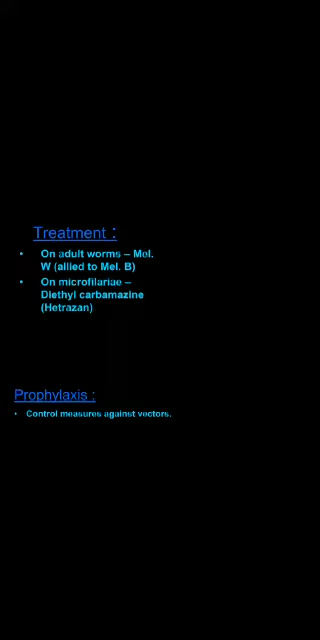 Treatment :
• On adult worms – Mel.
W (allied to Mel. B)
• On microfilariae –
Diethyl carbamazine
(Hetrazan)
Prophylaxis :
• Control measures against vectors.